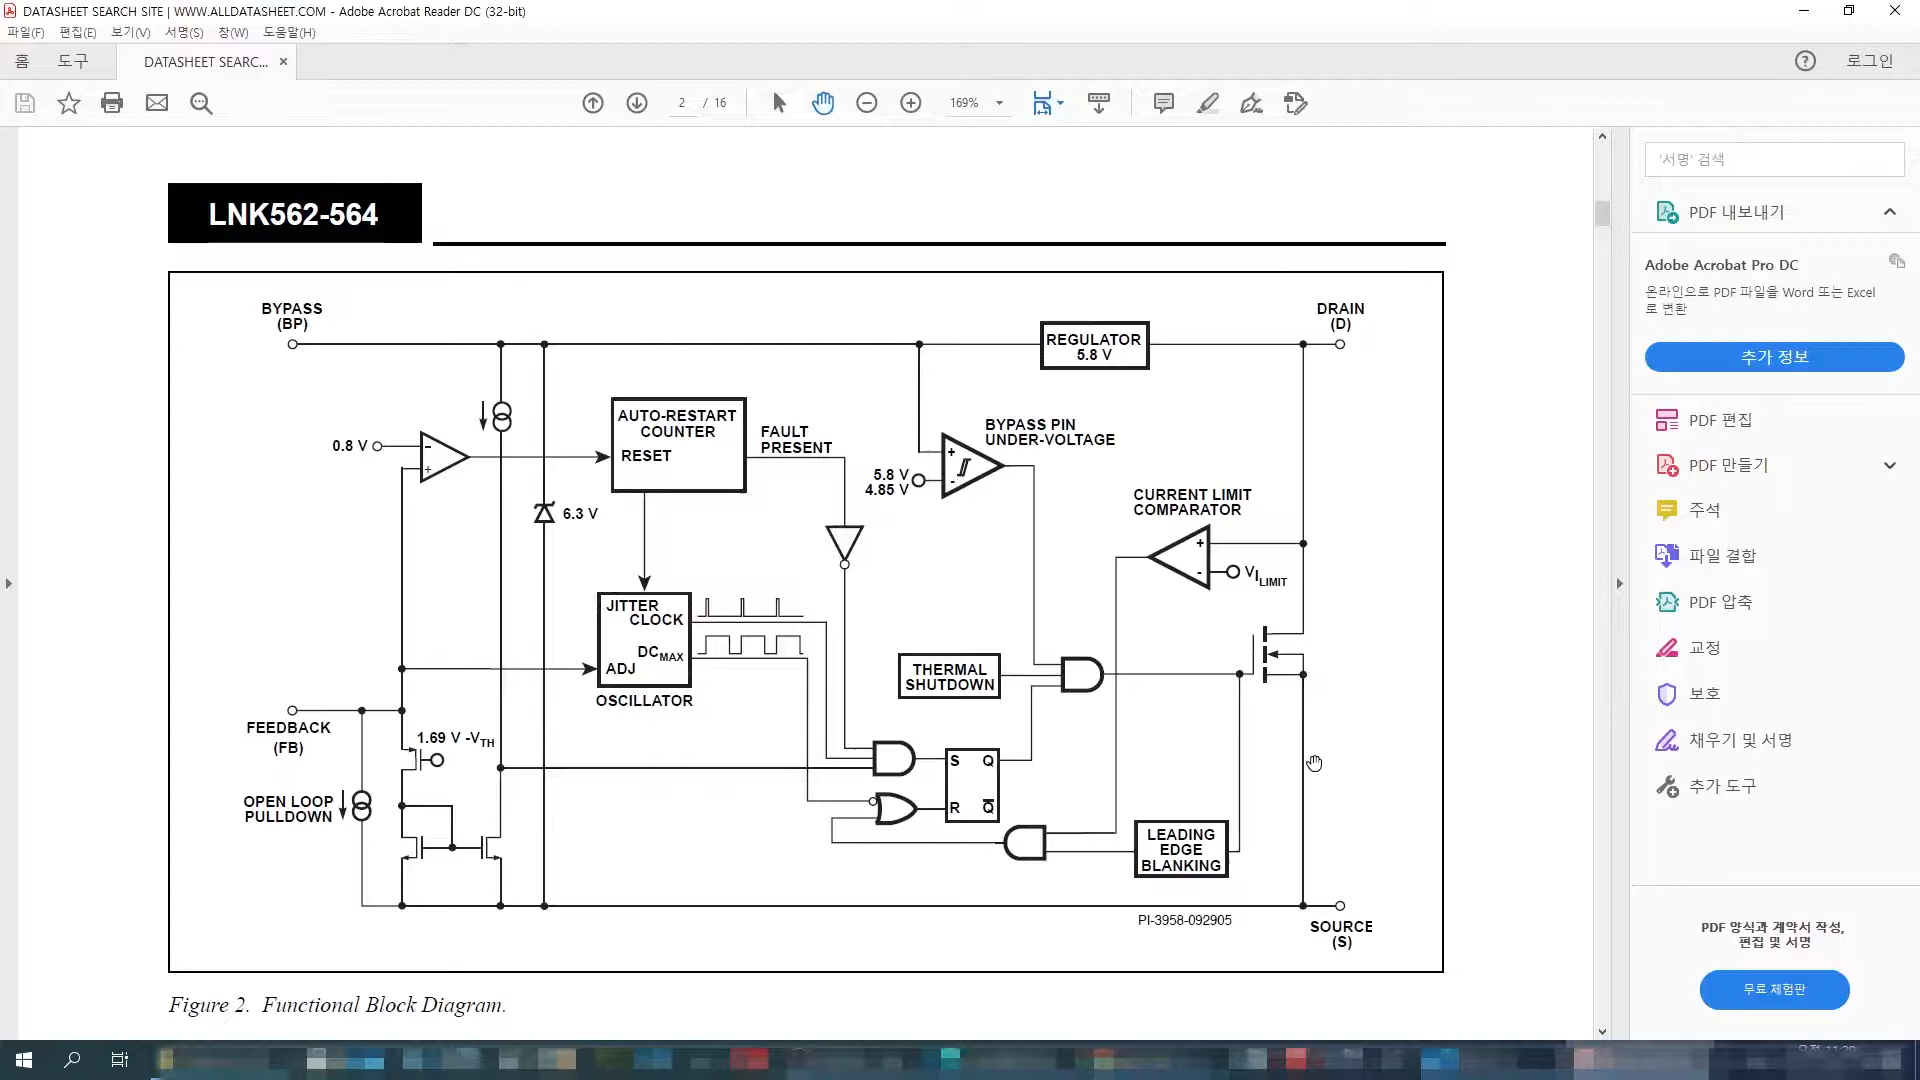 DATASHEET SEARCH SITE | WWW.ALLDATASHEET.COM - Adobe Acrobat Reader DC (32-bit)
파일(F) 편집(E) 보기(V) 서명(S) 창(W) 도움말(H)
홈 도구 DATASHEET SEARC... × 로그인
2 / 16 169%
LNK562-564
BYPASS
(BP)
DRAIN
(D)
REGULATOR
5.8 V
0.8 V
-
+
AUTO-RESTART
COUNTER
RESET
FAULT
PRESENT
BYPASS PIN
UNDER-VOLTAGE
+
-
5.8 V
4.85 V
6.3 V
CURRENT LIMIT
COMPARATOR
+
-
VI LIMIT
JITTER
CLOCK
DC MAX
ADJ
OSCILLATOR
THERMAL
SHUTDOWN
FEEDBACK
(FB)
1.69 V -VTH
OPEN LOOP
PULLDOWN
S Q
R Q̅
LEADING
EDGE
BLANKING
PI-3958-092905
SOURCE
(S)
Figure 2. Functional Block Diagram.
'서명' 검색
PDF 내보내기
Adobe Acrobat Pro DC
온라인으로 PDF 파일을 Word 또는 Excel
로 변환
추가 정보
PDF 편집
PDF 만들기
주석
파일 결합
PDF 압축
교정
보호
채우기 및 서명
추가 도구
PDF 양식과 계약서 작성,
편집 및 서명
무료 체험판